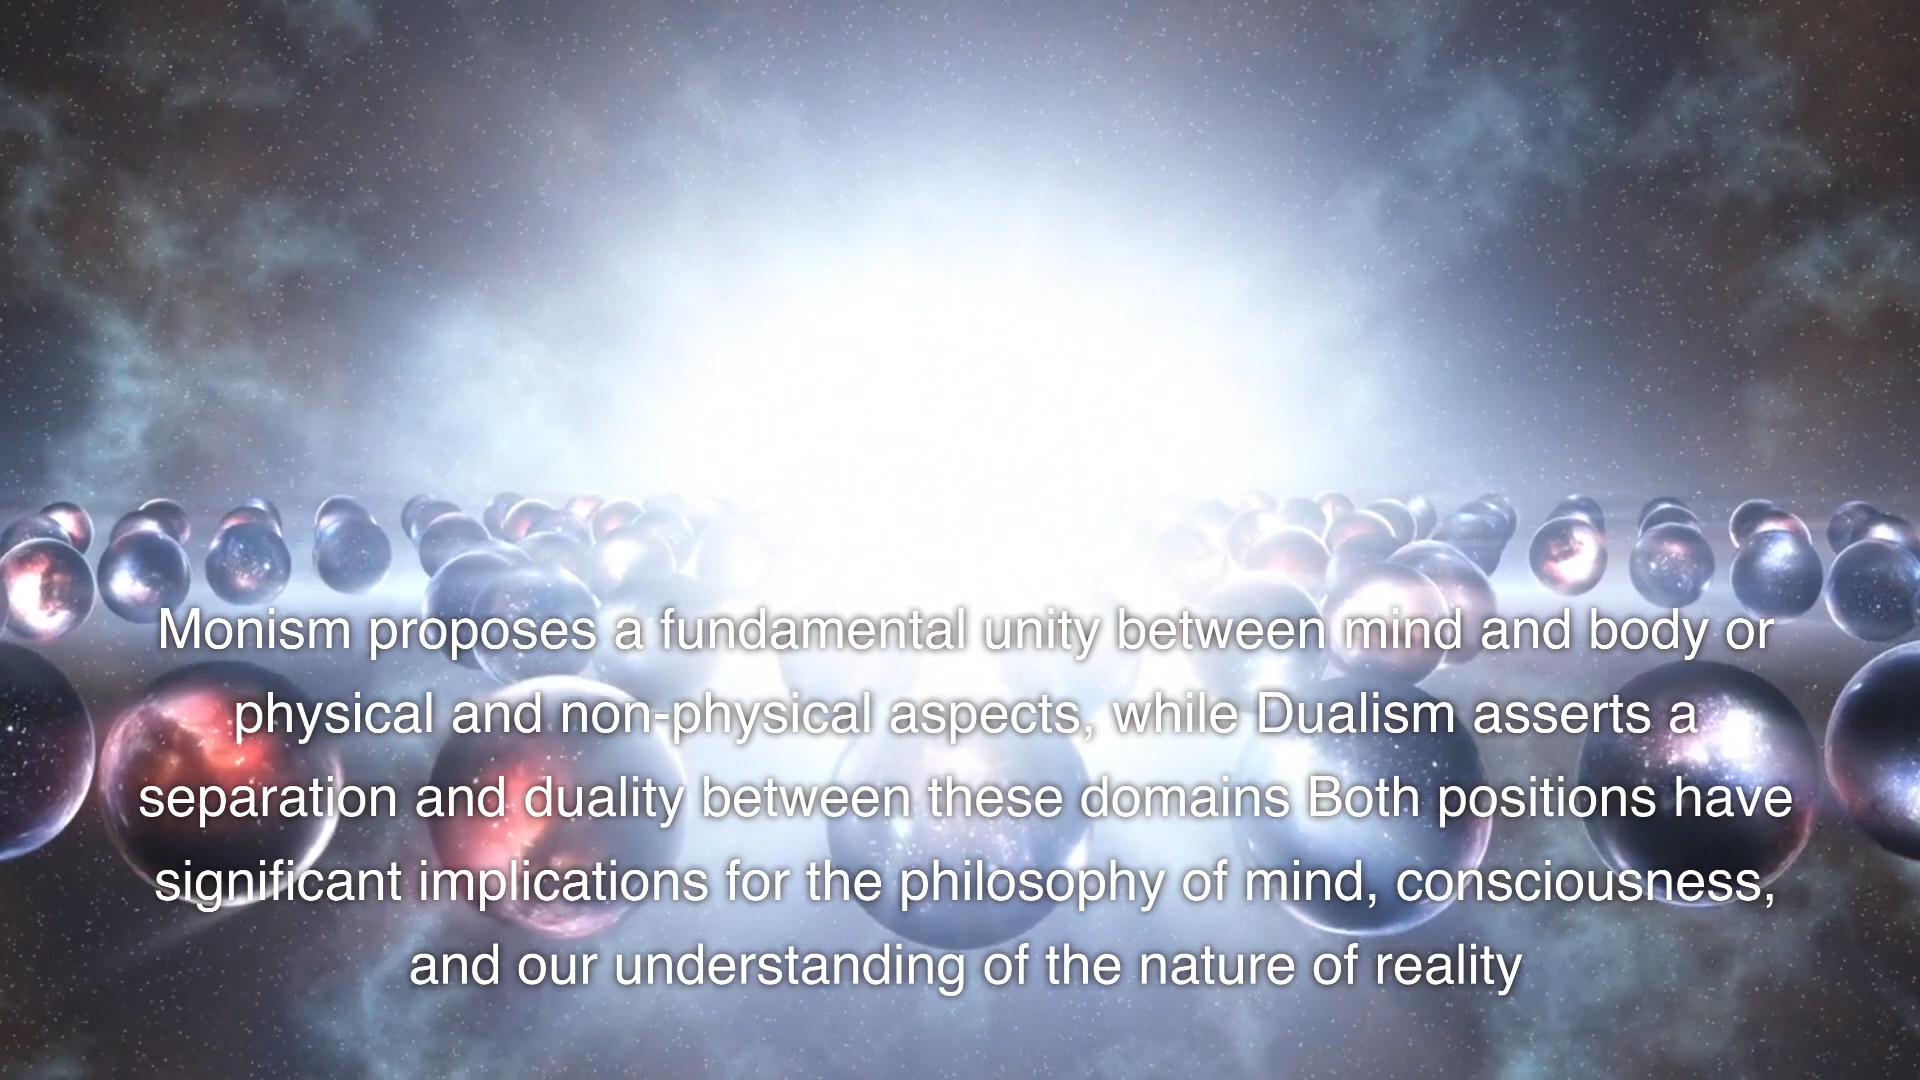 Monism proposes a fundamental unity between mind and body or
physical and non-physical aspects, while Dualism asserts a
separation and duality between these domains Both positions have
significant implications for the philosophy of mind, consciousness,
and our understanding of the nature of reality